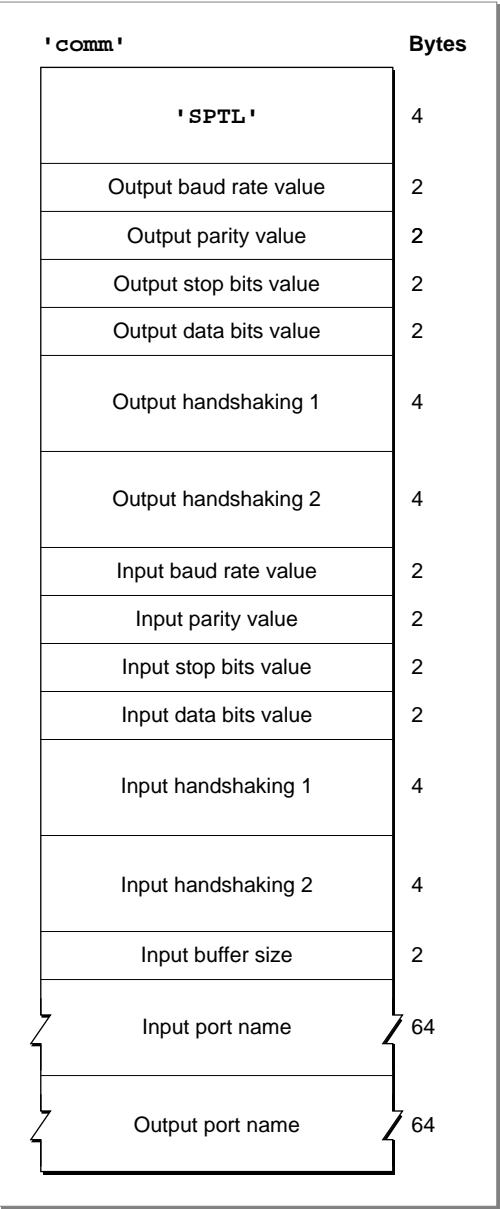 'comm' Bytes
'SPTL' 4
Output baud rate value 2
Output parity value 2
Output stop bits value 2
Output data bits value 2
Output handshaking 1 4
Output handshaking 2 4
Input baud rate value 2
Input parity value 2
Input stop bits value 2
Input data bits value 2
Input handshaking 1 4
Input handshaking 2 4
Input buffer size 2
Input port name 64
Output port name 64